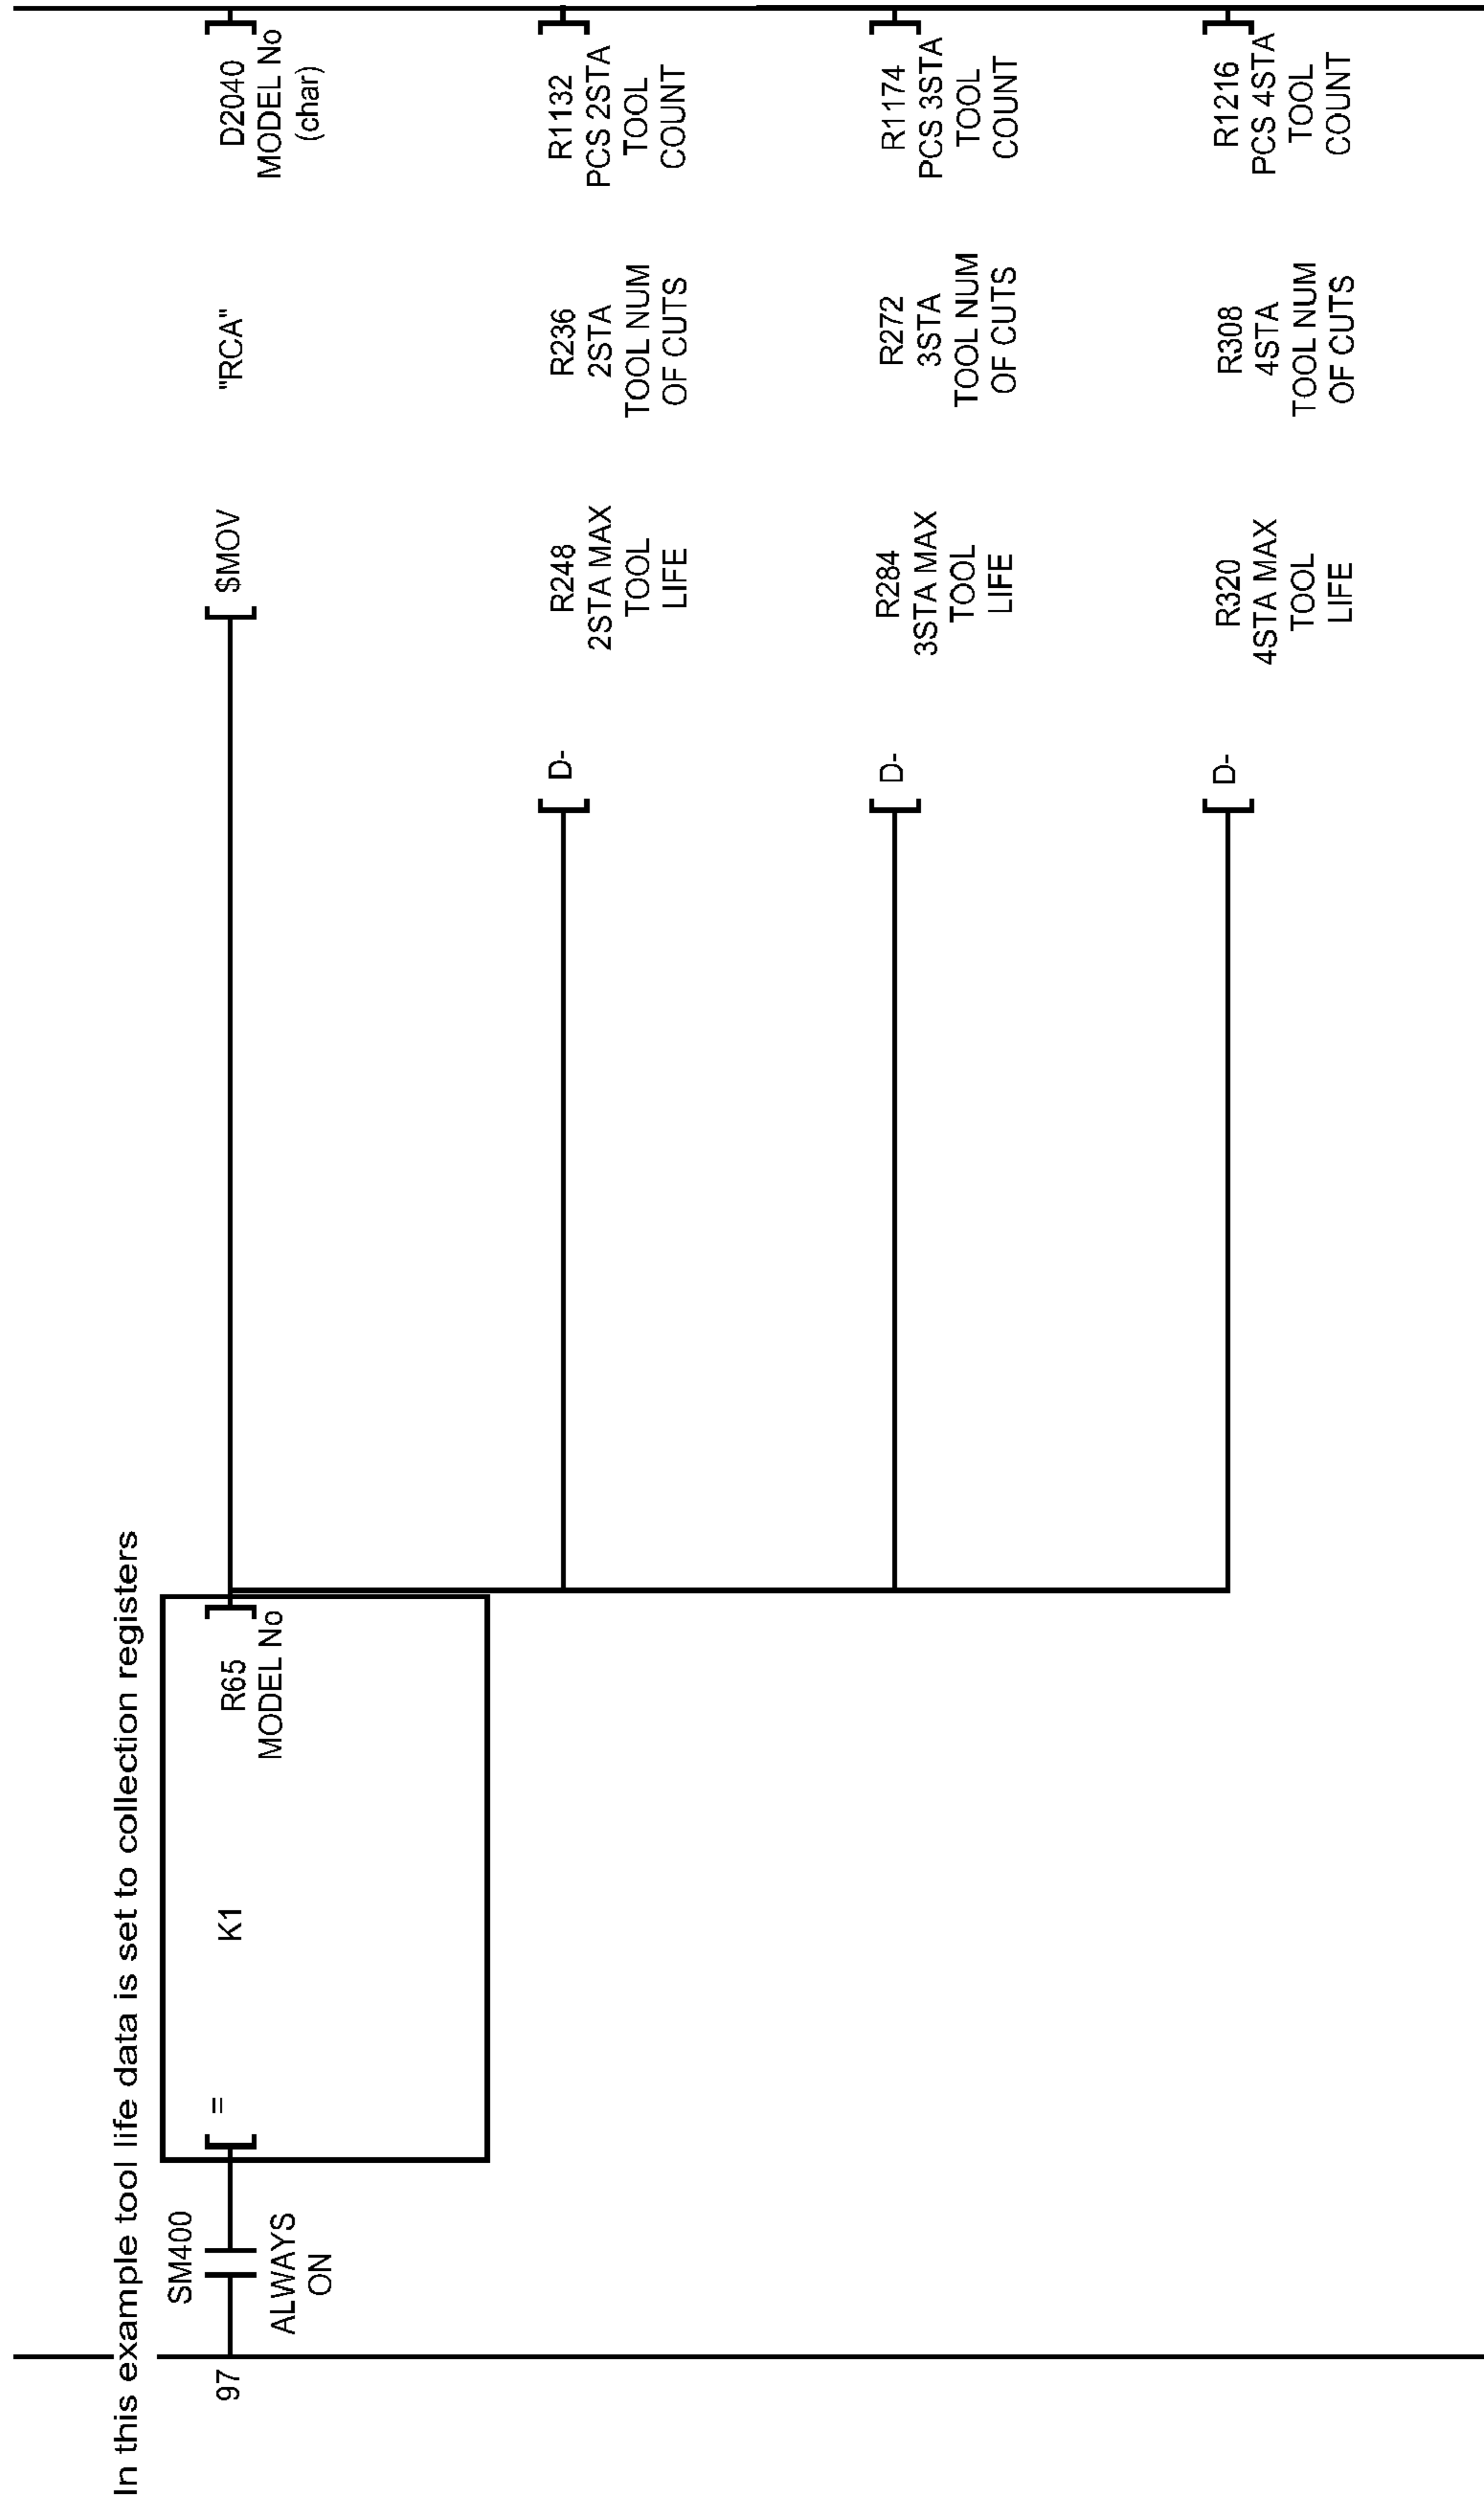 In this example tool life data is set to collection registers
SM400
97
ALWAYS
ON
=
K1
R65
MODEL No
$MOV
"RCA"
D2040
MODEL No
(char)
D-
R248
2STA MAX
TOOL
LIFE
R236
2STA
TOOL NUM
OF CUTS
R1132
PCS 2STA
TOOL
COUNT
D-
R284
3STA MAX
TOOL
LIFE
R272
3STA
TOOL NUM
OF CUTS
R1174
PCS 3STA
TOOL
COUNT
D-
R320
4STA MAX
TOOL
LIFE
R308
4STA
TOOL NUM
OF CUTS
R1216
PCS 4STA
TOOL
COUNT